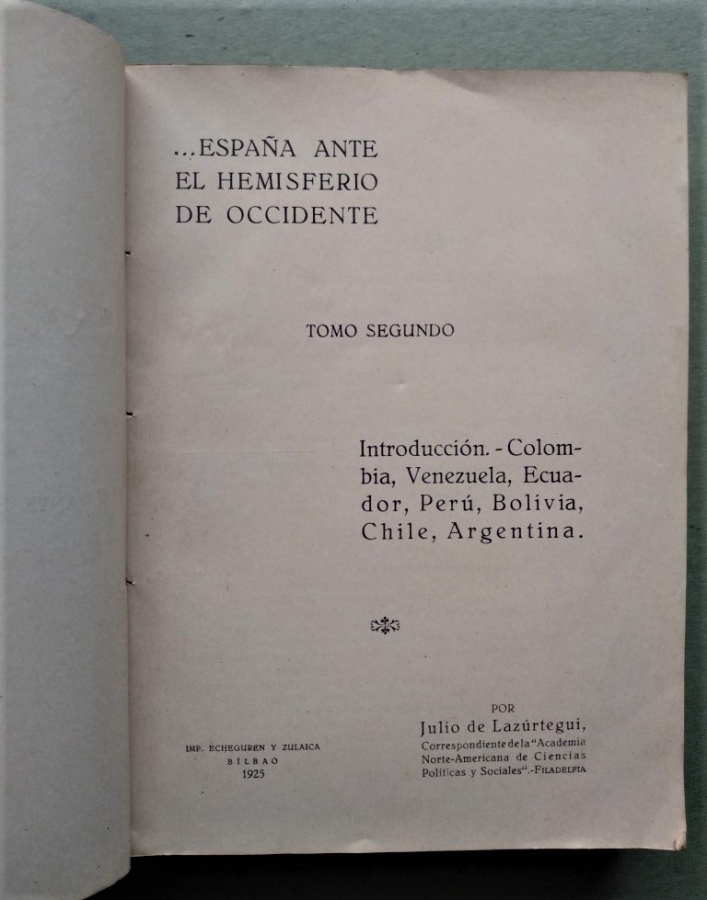 ...ESPAÑA ANTE
EL HEMISFERIO
DE OCCIDENTE
TOMO SEGUNDO
Introducción. - Colom-
bia, Venezuela, Ecua-
dor, Perú, Bolivia,
Chile, Argentina.
POR
Julio de Lazúrtegui,
Correspondiente de la "Academia
Norte-Americana de Ciencias
Políticas y Sociales".-FILADELFIA
IMP. ECHEGUREN Y ZULAICA
BILBAO
1925